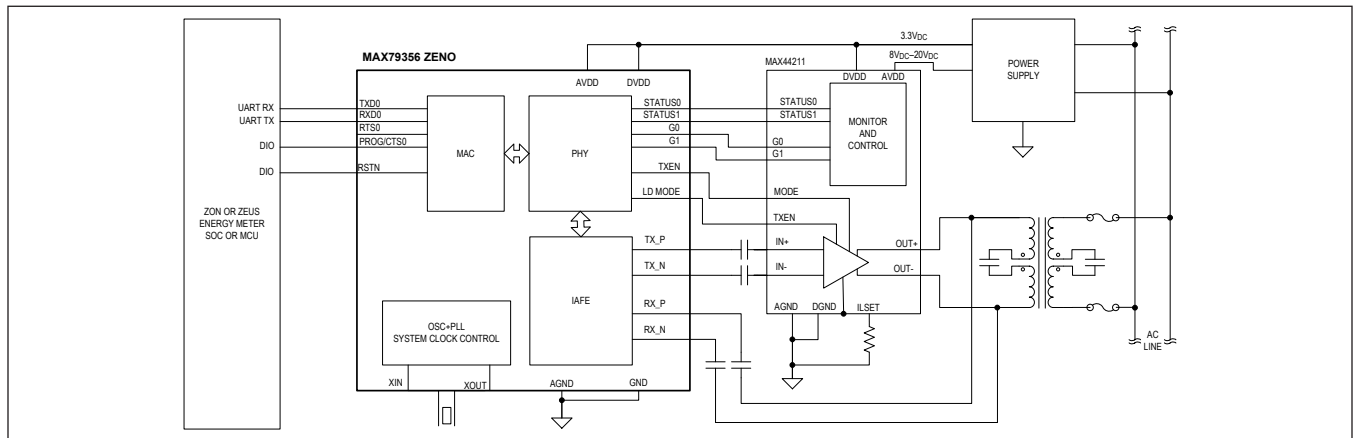 UART RX
UART TX
DIO
DIO
ZON OR ZEUS
ENERGY METER
SOC OR MCU
MAX79356 ZENO
AVDD
DVDD
TXD0
RXD0
RTS0
PROG/CTS0
RSTN
MAC
PHY
STATUS0
STATUS1
G0
G1
TXEN
LD MODE
IAFE
TX_P
TX_N
RX_P
RX_N
OSC+PLL
SYSTEM CLOCK CONTROL
XIN
XOUT
AGND
GND
MAX44211
DVDD
AVDD
STATUS0
STATUS1
G0
G1
MONITOR
AND
CONTROL
MODE
TXEN
IN+
IN-
OUT+
OUT-
AGND
DGND
ILSET
3.3VDC
8VDC–20VDC
POWER
SUPPLY
AC
LINE